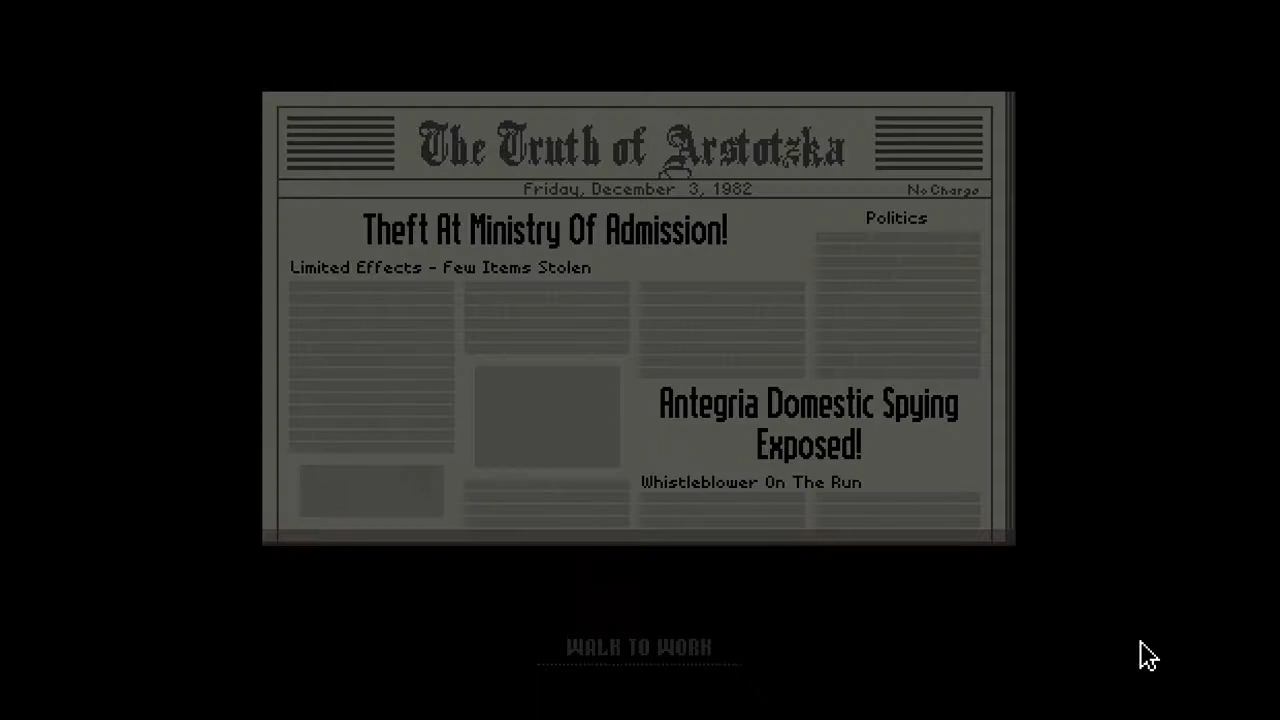 The Truth of Arstotzka
Friday, December 3, 1982
No Charge
Theft At Ministry Of Admission!
Limited Effects - Few Items Stolen
Politics
Antegria Domestic Spying
Exposed!
Whistleblower On The Run
WALK TO WORK